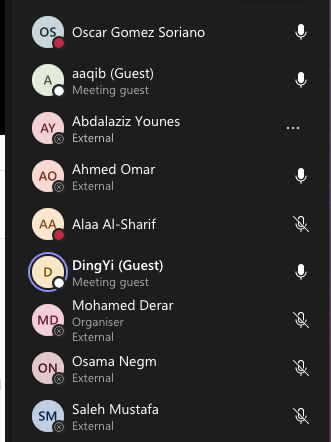 OS Oscar Gomez Soriano
A aaqib (Guest)
Meeting guest
AY Abdalaziz Younes
External
AO Ahmed Omar
External
AA Alaa Al-Sharif
D DingYi (Guest)
Meeting guest
MD Mohamed Derar
Organiser
External
ON Osama Negm
External
SM Saleh Mustafa
External